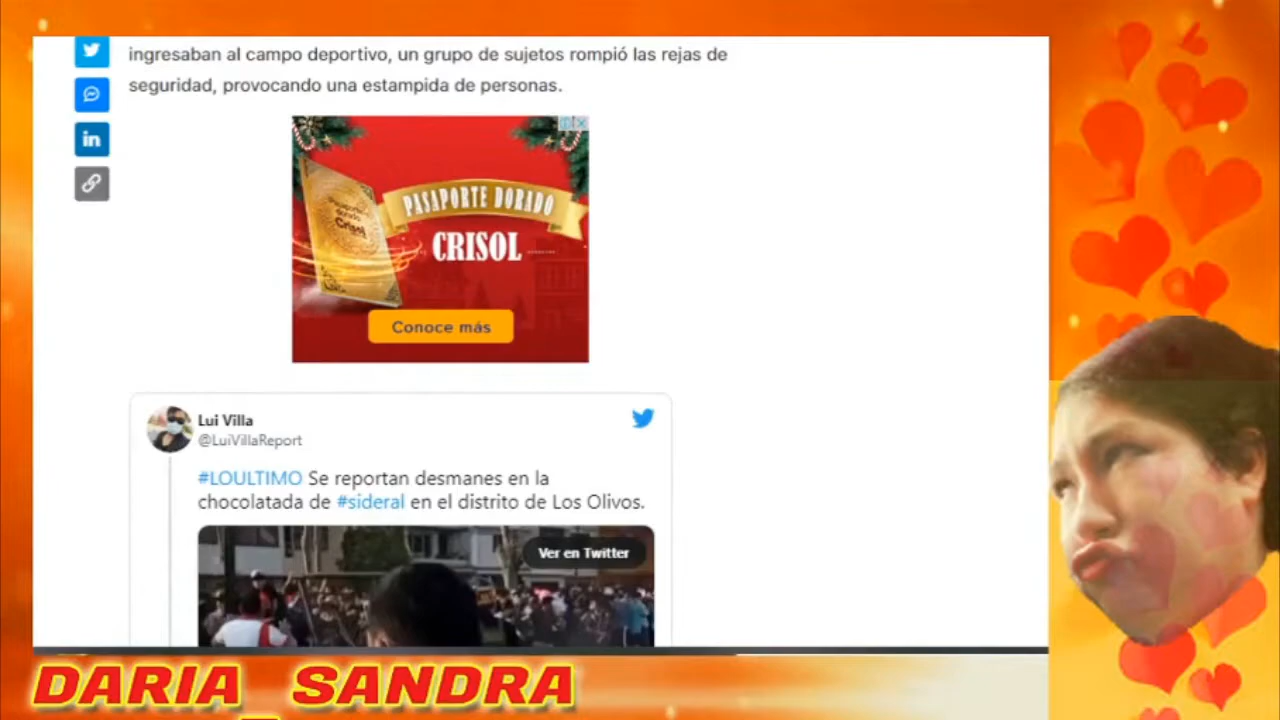 ingresaban al campo deportivo, un grupo de sujetos rompió las rejas de
seguridad, provocando una estampida de personas.
in
PASAPORTE DORADO
Pasaporte
dorado
Crisol
CRISOL
Conoce más
Lui Villa
@LuiVillaReport
#LOULTIMO Se reportan desmanes en la
chocolatada de #sideral en el distrito de Los Olivos.
Ver en Twitter
DARIA SANDRA